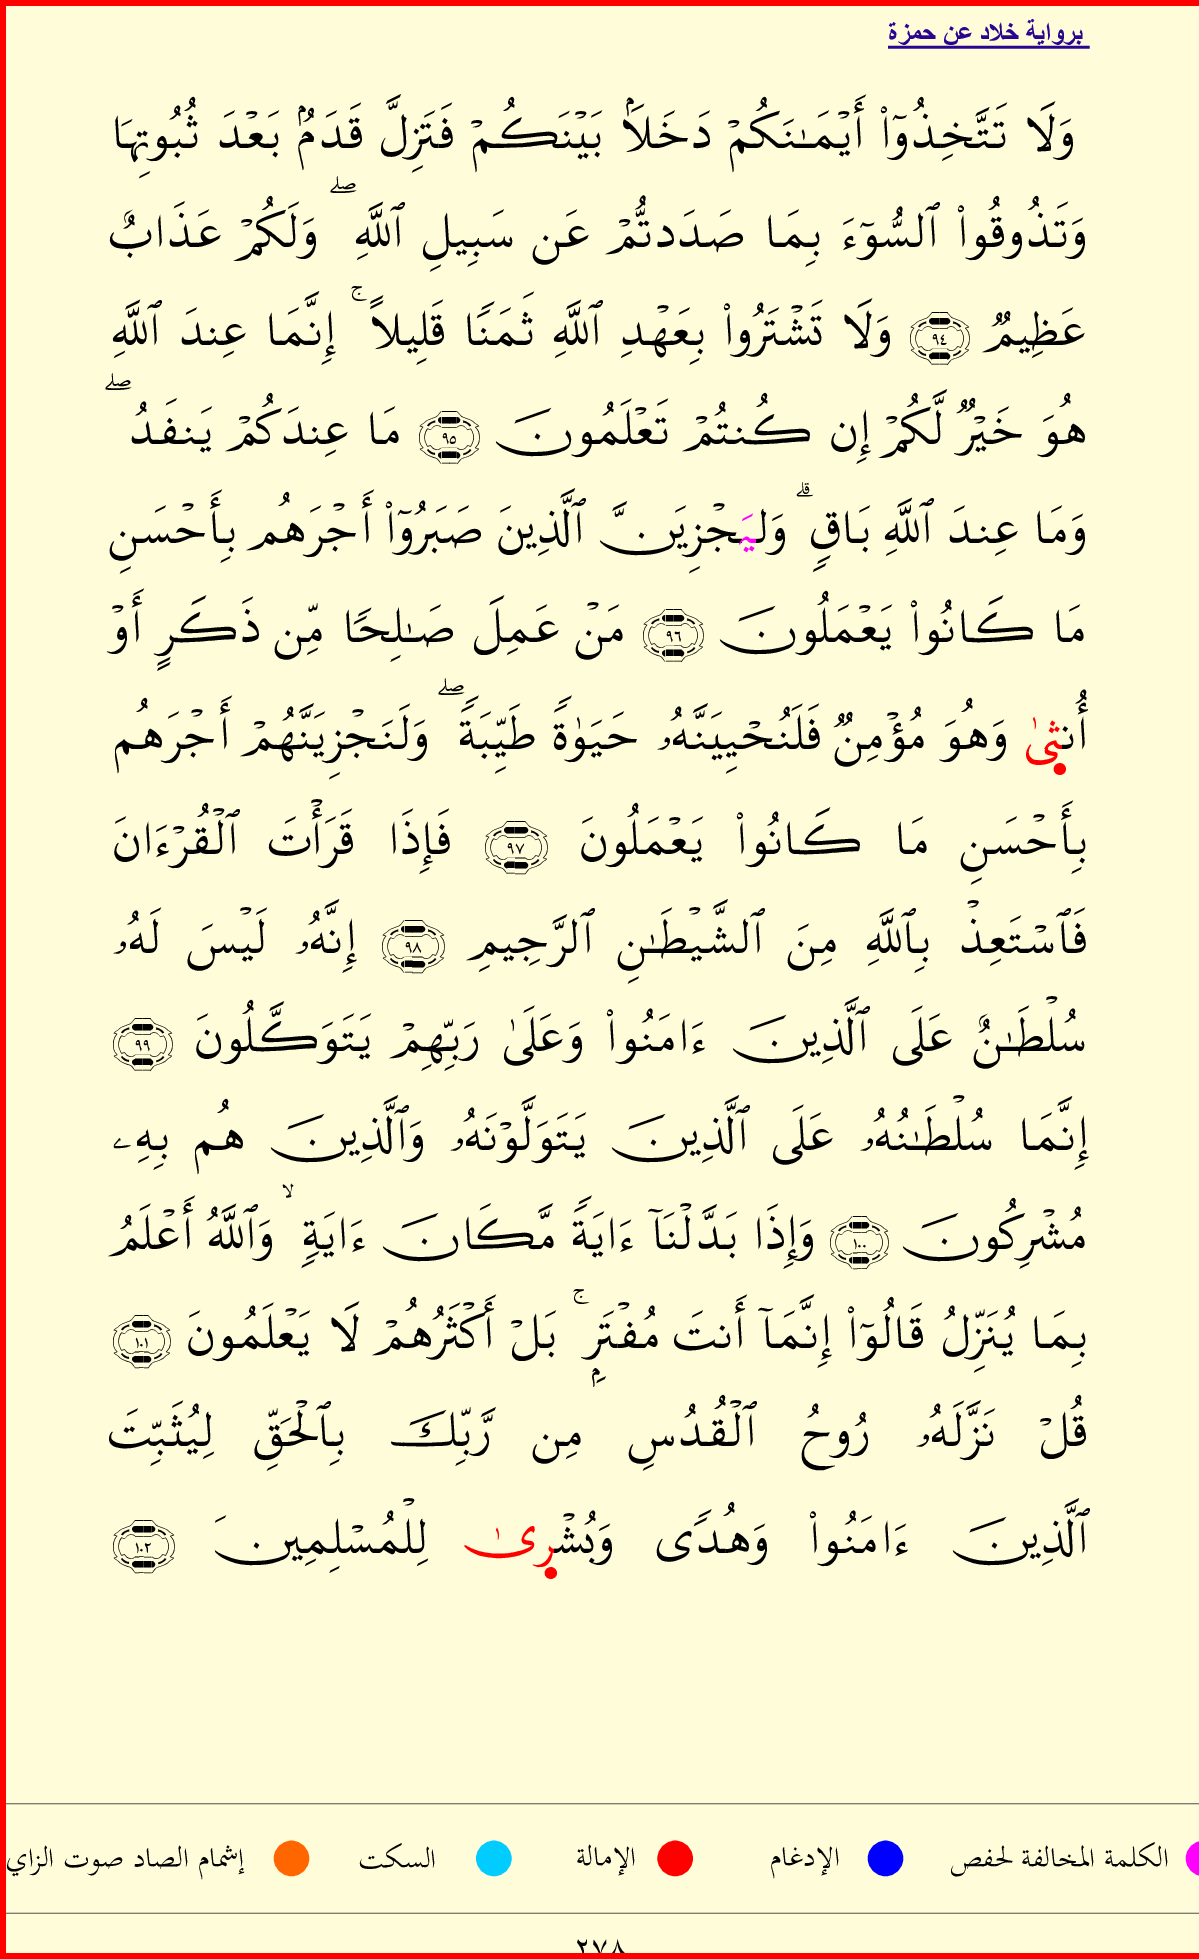 برواية خلاد عن حمزة
وَلَا تَتَّخِذُوٓا۟ أَيْمَـٰنَكُمْ دَخَلًۢا بَيْنَكُمْ فَتَزِلَّ قَدَمٌۢ بَعْدَ ثُبُوتِهَا
وَتَذُوقُوا۟ ٱلسُّوٓءَ بِمَا صَدَدتُّمْ عَن سَبِيلِ ٱللَّهِ ۖ وَلَكُمْ عَذَابٌ
عَظِيمٌ ٩٤ وَلَا تَشْتَرُوا۟ بِعَهْدِ ٱللَّهِ ثَمَنًا قَلِيلًا ۚ إِنَّمَا عِندَ ٱللَّهِ
هُوَ خَيْرٌ لَّكُمْ إِن كُنتُمْ تَعْلَمُونَ ٩٥ مَا عِندَكُمْ يَنفَدُ ۖ
وَمَا عِندَ ٱللَّهِ بَاقٍ ۗ وَلَيَجْزِيَنَّ ٱلَّذِينَ صَبَرُوٓا۟ أَجْرَهُم بِأَحْسَنِ
مَا كَانُوا۟ يَعْمَلُونَ ٩٦ مَنْ عَمِلَ صَـٰلِحًا مِّن ذَكَرٍ أَوْ
أُنثِىٰ وَهُوَ مُؤْمِنٌ فَلَنُحْيِيَنَّهُۥ حَيَوٰةً طَيِّبَةً ۖ وَلَنَجْزِيَنَّهُمْ أَجْرَهُم
بِأَحْسَنِ مَا كَانُوا۟ يَعْمَلُونَ ٩٧ فَإِذَا قَرَأْتَ ٱلْقُرْءَانَ
فَٱسْتَعِذْ بِٱللَّهِ مِنَ ٱلشَّيْطَـٰنِ ٱلرَّجِيمِ ٩٨ إِنَّهُۥ لَيْسَ لَهُۥ
سُلْطَـٰنٌ عَلَى ٱلَّذِينَ ءَامَنُوا۟ وَعَلَىٰ رَبِّهِمْ يَتَوَكَّلُونَ ٩٩
إِنَّمَا سُلْطَـٰنُهُۥ عَلَى ٱلَّذِينَ يَتَوَلَّوْنَهُۥ وَٱلَّذِينَ هُم بِهِۦ
مُشْرِكُونَ ١٠٠ وَإِذَا بَدَّلْنَآ ءَايَةً مَّكَانَ ءَايَةٍ ۙ وَٱللَّهُ أَعْلَمُ
بِمَا يُنَزِّلُ قَالُوٓا۟ إِنَّمَآ أَنتَ مُفْتَرٍۭ ۚ بَلْ أَكْثَرُهُمْ لَا يَعْلَمُونَ ١٠١
قُلْ نَزَّلَهُۥ رُوحُ ٱلْقُدُسِ مِن رَّبِّكَ بِٱلْحَقِّ لِيُثَبِّتَ
ٱلَّذِينَ ءَامَنُوا۟ وَهُدًى وَبُشْرِىٰ لِلْمُسْلِمِينَ ١٠٢
الكلمة المخالفة لحفص الإدغام الإمالة السكت إشمام الصاد صوت الزاي
٢٧٨